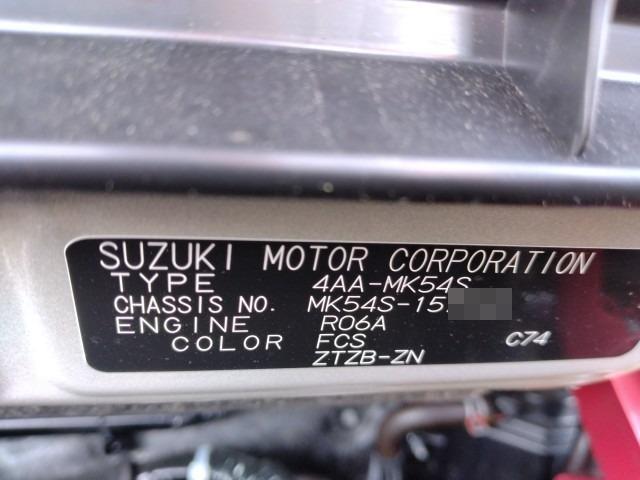 SUZUKI MOTOR CORPORATION
TYPE 4AA-MK54S
CHASSIS NO. MK54S-15
ENGINE R06A
COLOR FCS C74
ZTZB-ZN